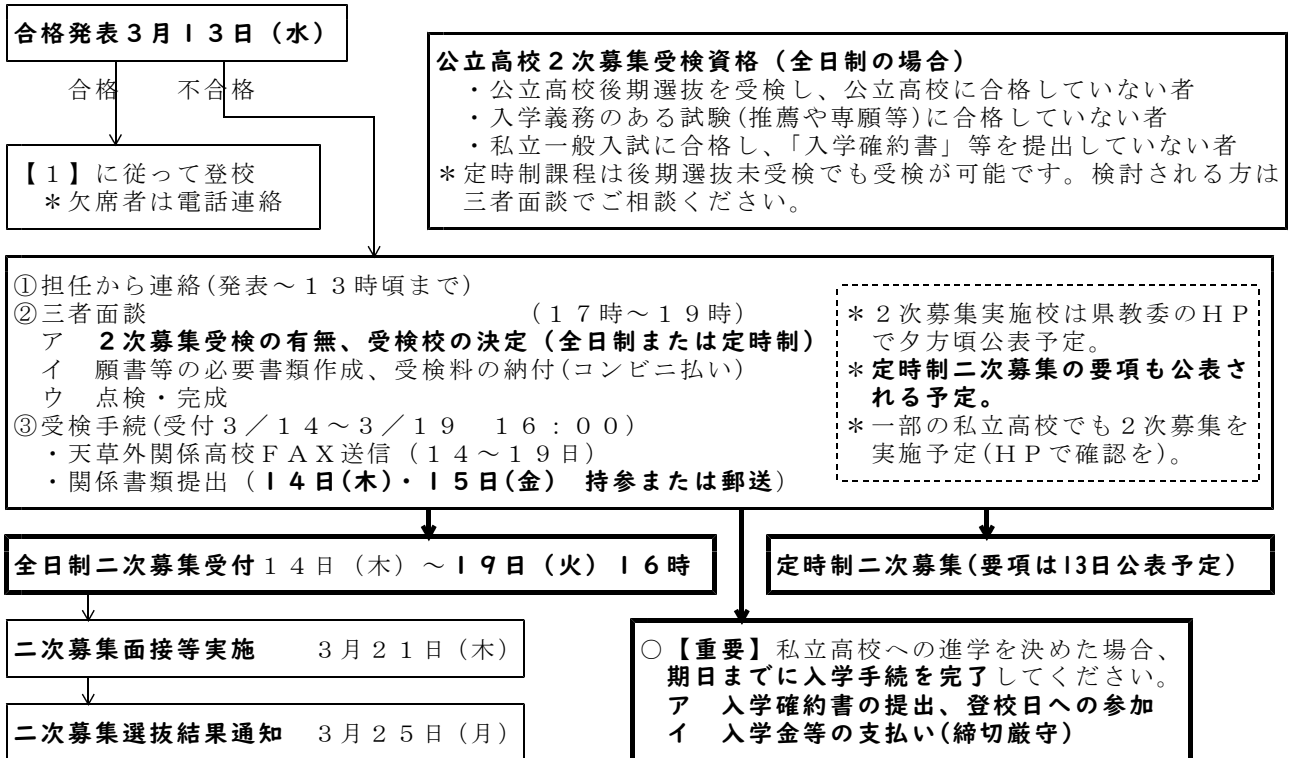 合格発表３月１３日（水）
合格　　不合格
【１】に従って登校
＊欠席者は電話連絡
公立高校２次募集受検資格（全日制の場合）
・公立高校後期選抜を受検し、公立高校に合格していない者
・入学義務のある試験(推薦や専願等)に合格していない者
・私立一般入試に合格し、「入学確約書」等を提出していない者
＊定時制課程は後期選抜未受検でも受検が可能です。検討される方は
三者面談でご相談ください。
①担任から連絡(発表～１３時頃まで)
②三者面談　　　　　　　　　　　　　（１７時～１９時）
ア　２次募集受検の有無、受検校の決定（全日制または定時制）
イ　願書等の必要書類作成、受検料の納付(コンビニ払い)
ウ　点検・完成
③受検手続(受付３／１４～３／１９　１６：００)
・天草外関係高校ＦＡＸ送信（１４～１９日）
・関係書類提出（１４日(木)・１５日(金)　持参または郵送）
＊２次募集実施校は県教委のＨＰ
で夕方頃公表予定。
＊定時制二次募集の要項も公表さ
れる予定。
＊一部の私立高校でも２次募集を
実施予定(ＨＰで確認を)。
全日制二次募集受付１４日（木）～１９日（火）１６時
定時制二次募集(要項は13日公表予定）
二次募集面接等実施　　３月２１日（木）
二次募集選抜結果通知　３月２５日（月）
○【重要】私立高校への進学を決めた場合、
期日までに入学手続を完了してください。
ア　入学確約書の提出、登校日への参加
イ　入学金等の支払い(締切厳守)